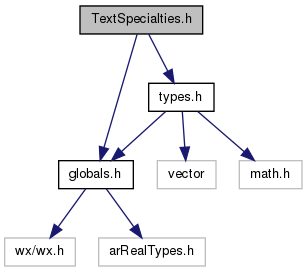 TextSpecialties.h
types.h
globals.h
vector
math.h
wx/wx.h
arRealTypes.h